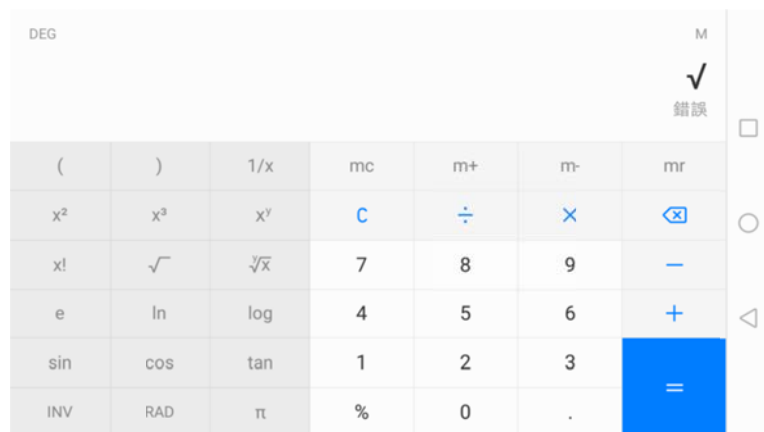 DEG M
√
錯誤
( ) 1/x mc m+ m- mr
x² x³ xʸ C ÷ ×
x! √ ʸ√x 7 8 9 −
e ln log 4 5 6 +
sin cos tan 1 2 3 =
INV RAD π % 0 .